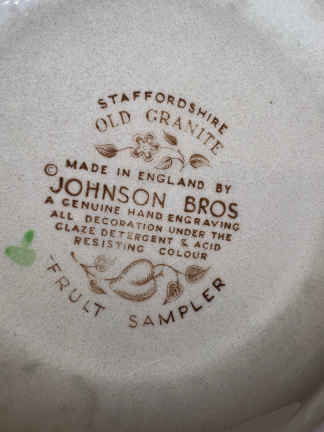 STAFFORDSHIRE
OLD GRANITE
© MADE IN ENGLAND BY
JOHNSON BROS
A GENUINE HAND ENGRAVING
ALL DECORATION UNDER THE
GLAZE DETERGENT & ACID
RESISTING COLOUR
FRUIT SAMPLER